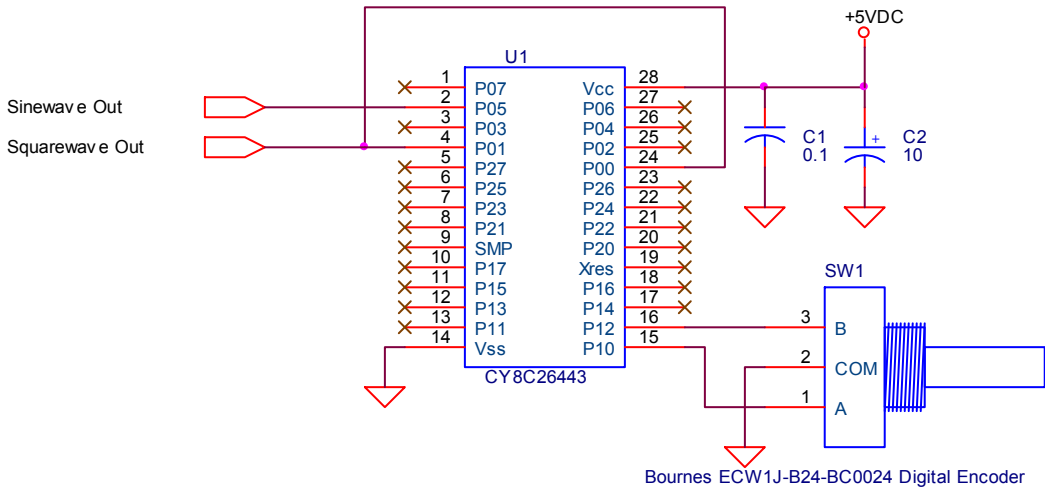 +5VDC
U1
1 P07 Vcc 28
Sinewave Out 2 P05 P06 27
3 P03 P04 26
Squarewave Out 4 P01 P02 25
5 P27 P00 24
6 P25 P26 23
7 P23 P24 22
8 P21 P22 21
9 SMP P20 20
10 P17 Xres 19
11 P15 P16 18
12 P13 P14 17
13 P11 P12 16
14 Vss P10 15
CY8C26443
C1
0.1
+
C2
10
SW1
3 B
2 COM
1 A
Bournes ECW1J-B24-BC0024 Digital Encoder